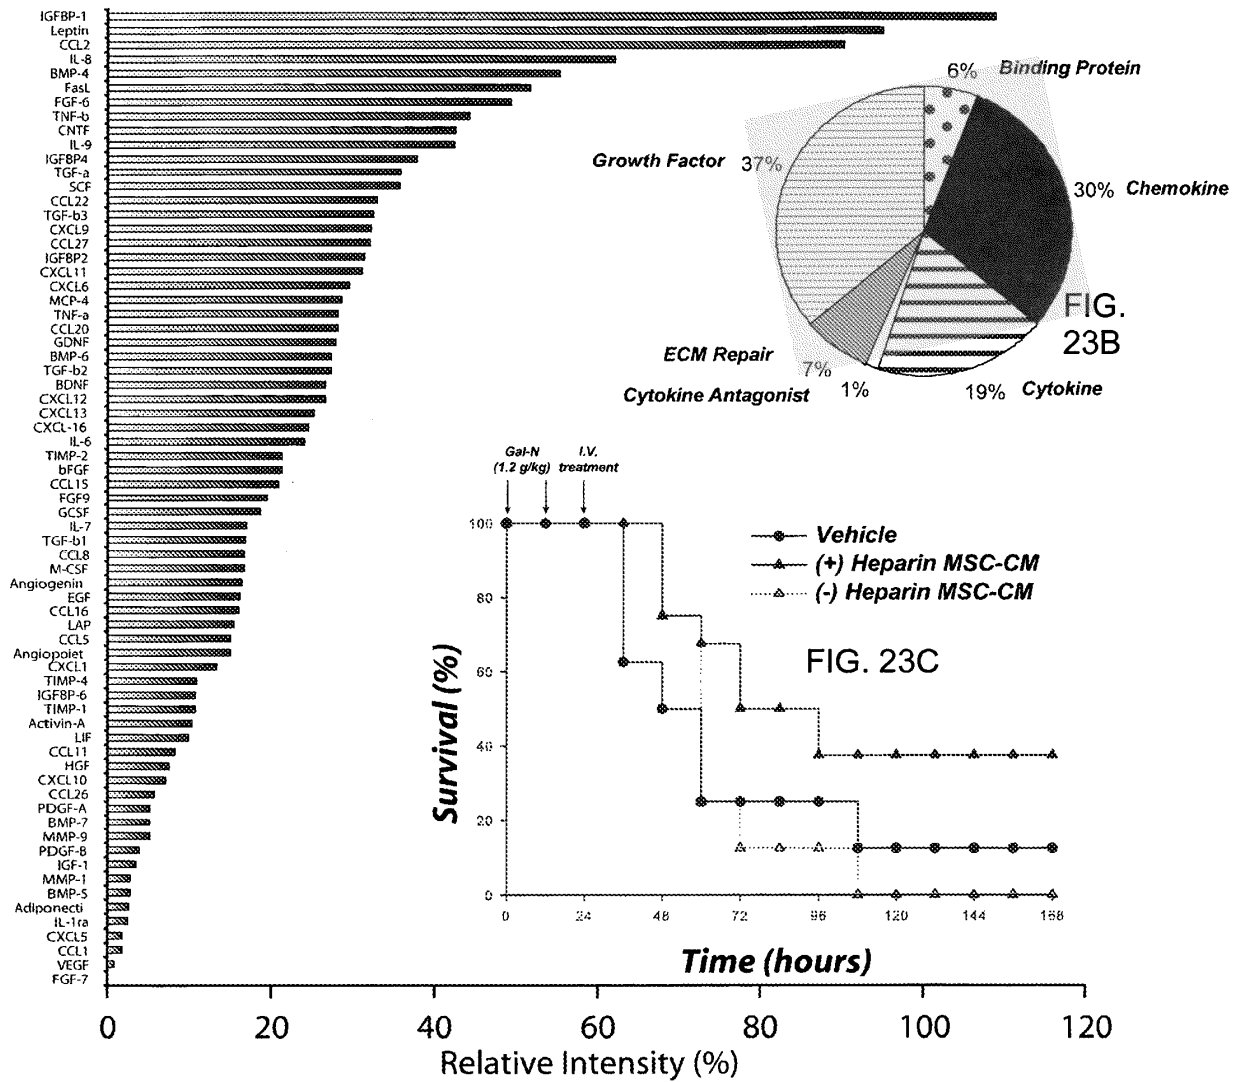 IGFBP-1
Leptin
CCL2
IL-8
BMP-4
FasL
FGF-6
TNF-b
CNTF
IL-9
IGFBP4
TGF-a
SCF
CCL22
TGF-b3
CXCL9
CCL27
IGFBP2
CXCL11
CXCL6
MCP-4
TNF-a
CCL20
GDNF
BMP-6
TGF-b2
BDNF
CXCL12
CXCL13
CXCL-16
IL-6
TIMP-2
bFGF
CCL15
FGF9
GCSF
IL-7
TGF-b1
CCL8
M-CSF
Angiogenin
EGF
CCL16
LAP
CCL5
Angiopoiet
CXCL1
TIMP-4
IGFBP-6
TIMP-1
Activin-A
LIF
CCL11
HGF
CXCL10
CCL26
PDGF-A
BMP-7
MMP-9
PDGF-B
IGF-1
MMP-1
BMP-5
Adiponecti
IL-1ra
CXCL5
CCL1
VEGF
FGF-7
0 20 40 60 80 100 120
Relative Intensity (%)
6% Binding Protein
Growth Factor 37%
30% Chemokine
FIG.
23B
ECM Repair
7%
Cytokine Antagonist 1%
19% Cytokine
Gal-N I.V.
(1.2 g/kg) treatment
100
80
60
40
20
0
Survival (%)
Vehicle
(+) Heparin MSC-CM
(-) Heparin MSC-CM
FIG. 23C
0 24 48 72 96 120 144 168
Time (hours)